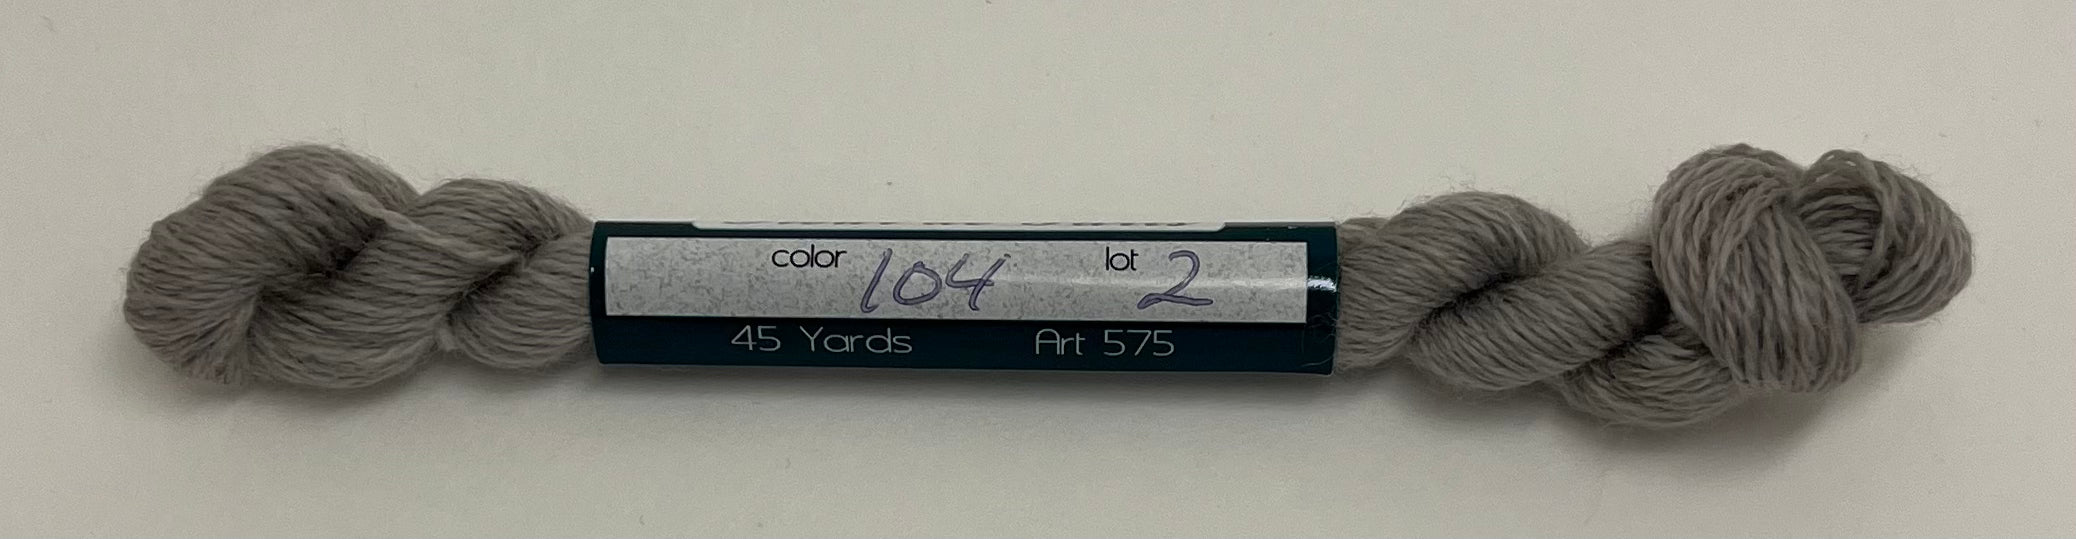 color 104 lot 2
45 Yards Art 575